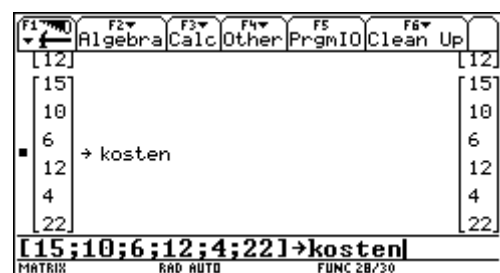 F1 F2 F3 F4 F5 F6
Algebra Calc Other PrgmIO Clean Up
[12] [12]
[15 [15
10 10
6 6
→ kosten
12 12
4 4
22] 22]
[15;10;6;12;4;22]→kosten
MATRIX RAD AUTO FUNC 28/30